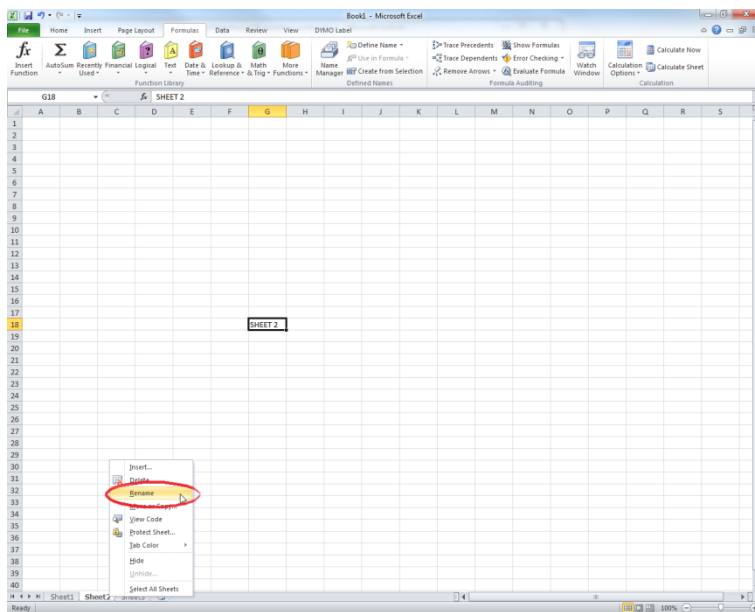 Book1 - Microsoft Excel
File Home Insert Page Layout Formulas Data Review View DYMO Label
Insert Function
AutoSum
Recently Used
Financial
Logical
Text
Date & Time
Lookup & Reference
Math & Trig
More Functions
Function Library
Name Manager
Define Name
Use in Formula
Create from Selection
Defined Names
Trace Precedents
Trace Dependents
Remove Arrows
Show Formulas
Error Checking
Evaluate Formula
Watch Window
Formula Auditing
Calculation Options
Calculate Now
Calculate Sheet
Calculation
G18 fx SHEET 2
A B C D E F G H I J K L M N O P Q R S
1
2
3
4
5
6
7
8
9
10
11
12
13
14
15
16
17
18 SHEET 2
19
20
21
22
23
24
25
26
27
28
29
30 Insert...
31 Delete
32 Rename
33 Move or Copy...
34 View Code
35 Protect Sheet...
36
37 Tab Color
38 Hide
39 Unhide...
40 Select All Sheets
Sheet1 Sheet2 Sheet3
Ready 100%